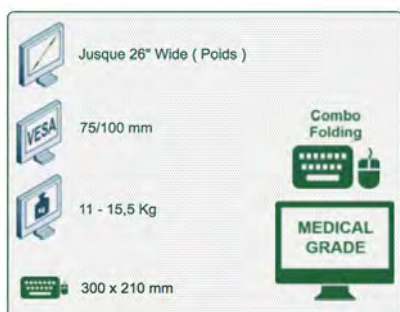 Jusque 26" Wide ( Poids )
VESA
75/100 mm
Combo
Folding
KG
11 - 15,5 Kg
MEDICAL
GRADE
300 x 210 mm